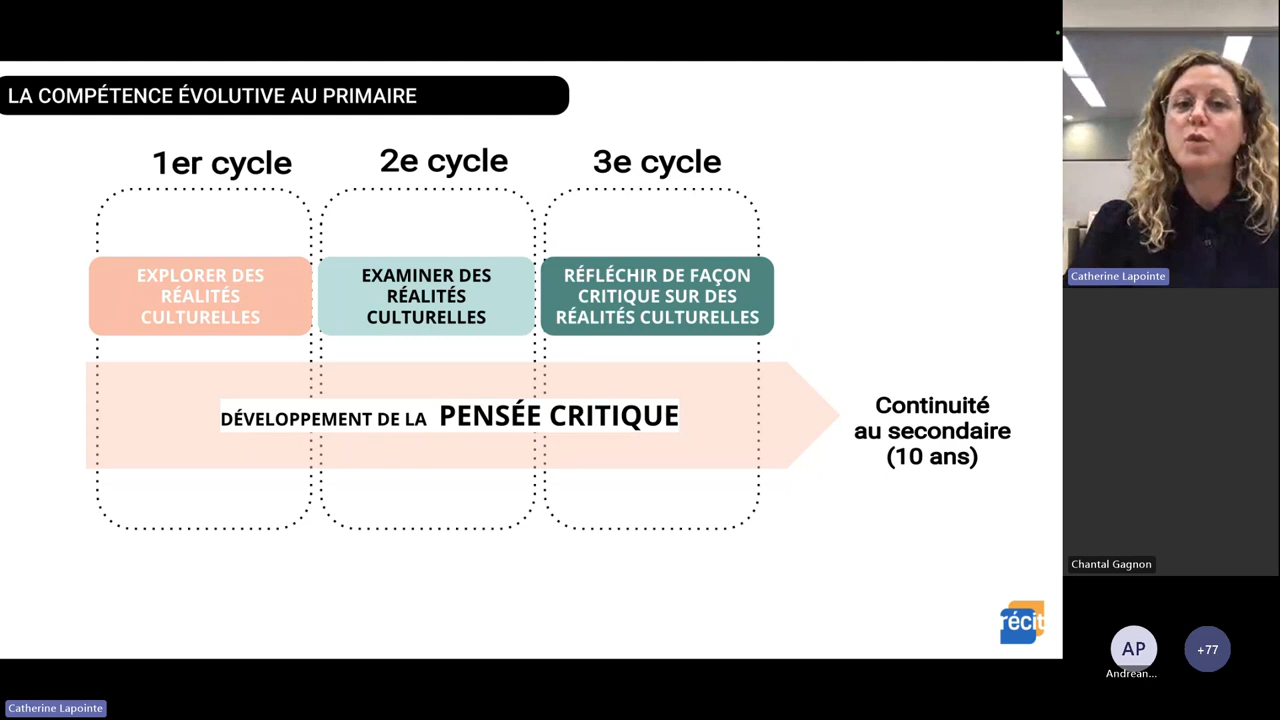 LA COMPÉTENCE ÉVOLUTIVE AU PRIMAIRE
1er cycle
2e cycle
3e cycle
EXPLORER DES
RÉALITÉS
CULTURELLES
EXAMINER DES
RÉALITÉS
CULTURELLES
RÉFLÉCHIR DE FAÇON
CRITIQUE SUR DES
RÉALITÉS CULTURELLES
DÉVELOPPEMENT DE LA PENSÉE CRITIQUE
Continuité
au secondaire
(10 ans)
récit
Catherine Lapointe
Chantal Gagnon
AP
Andréan...
+77
Catherine Lapointe